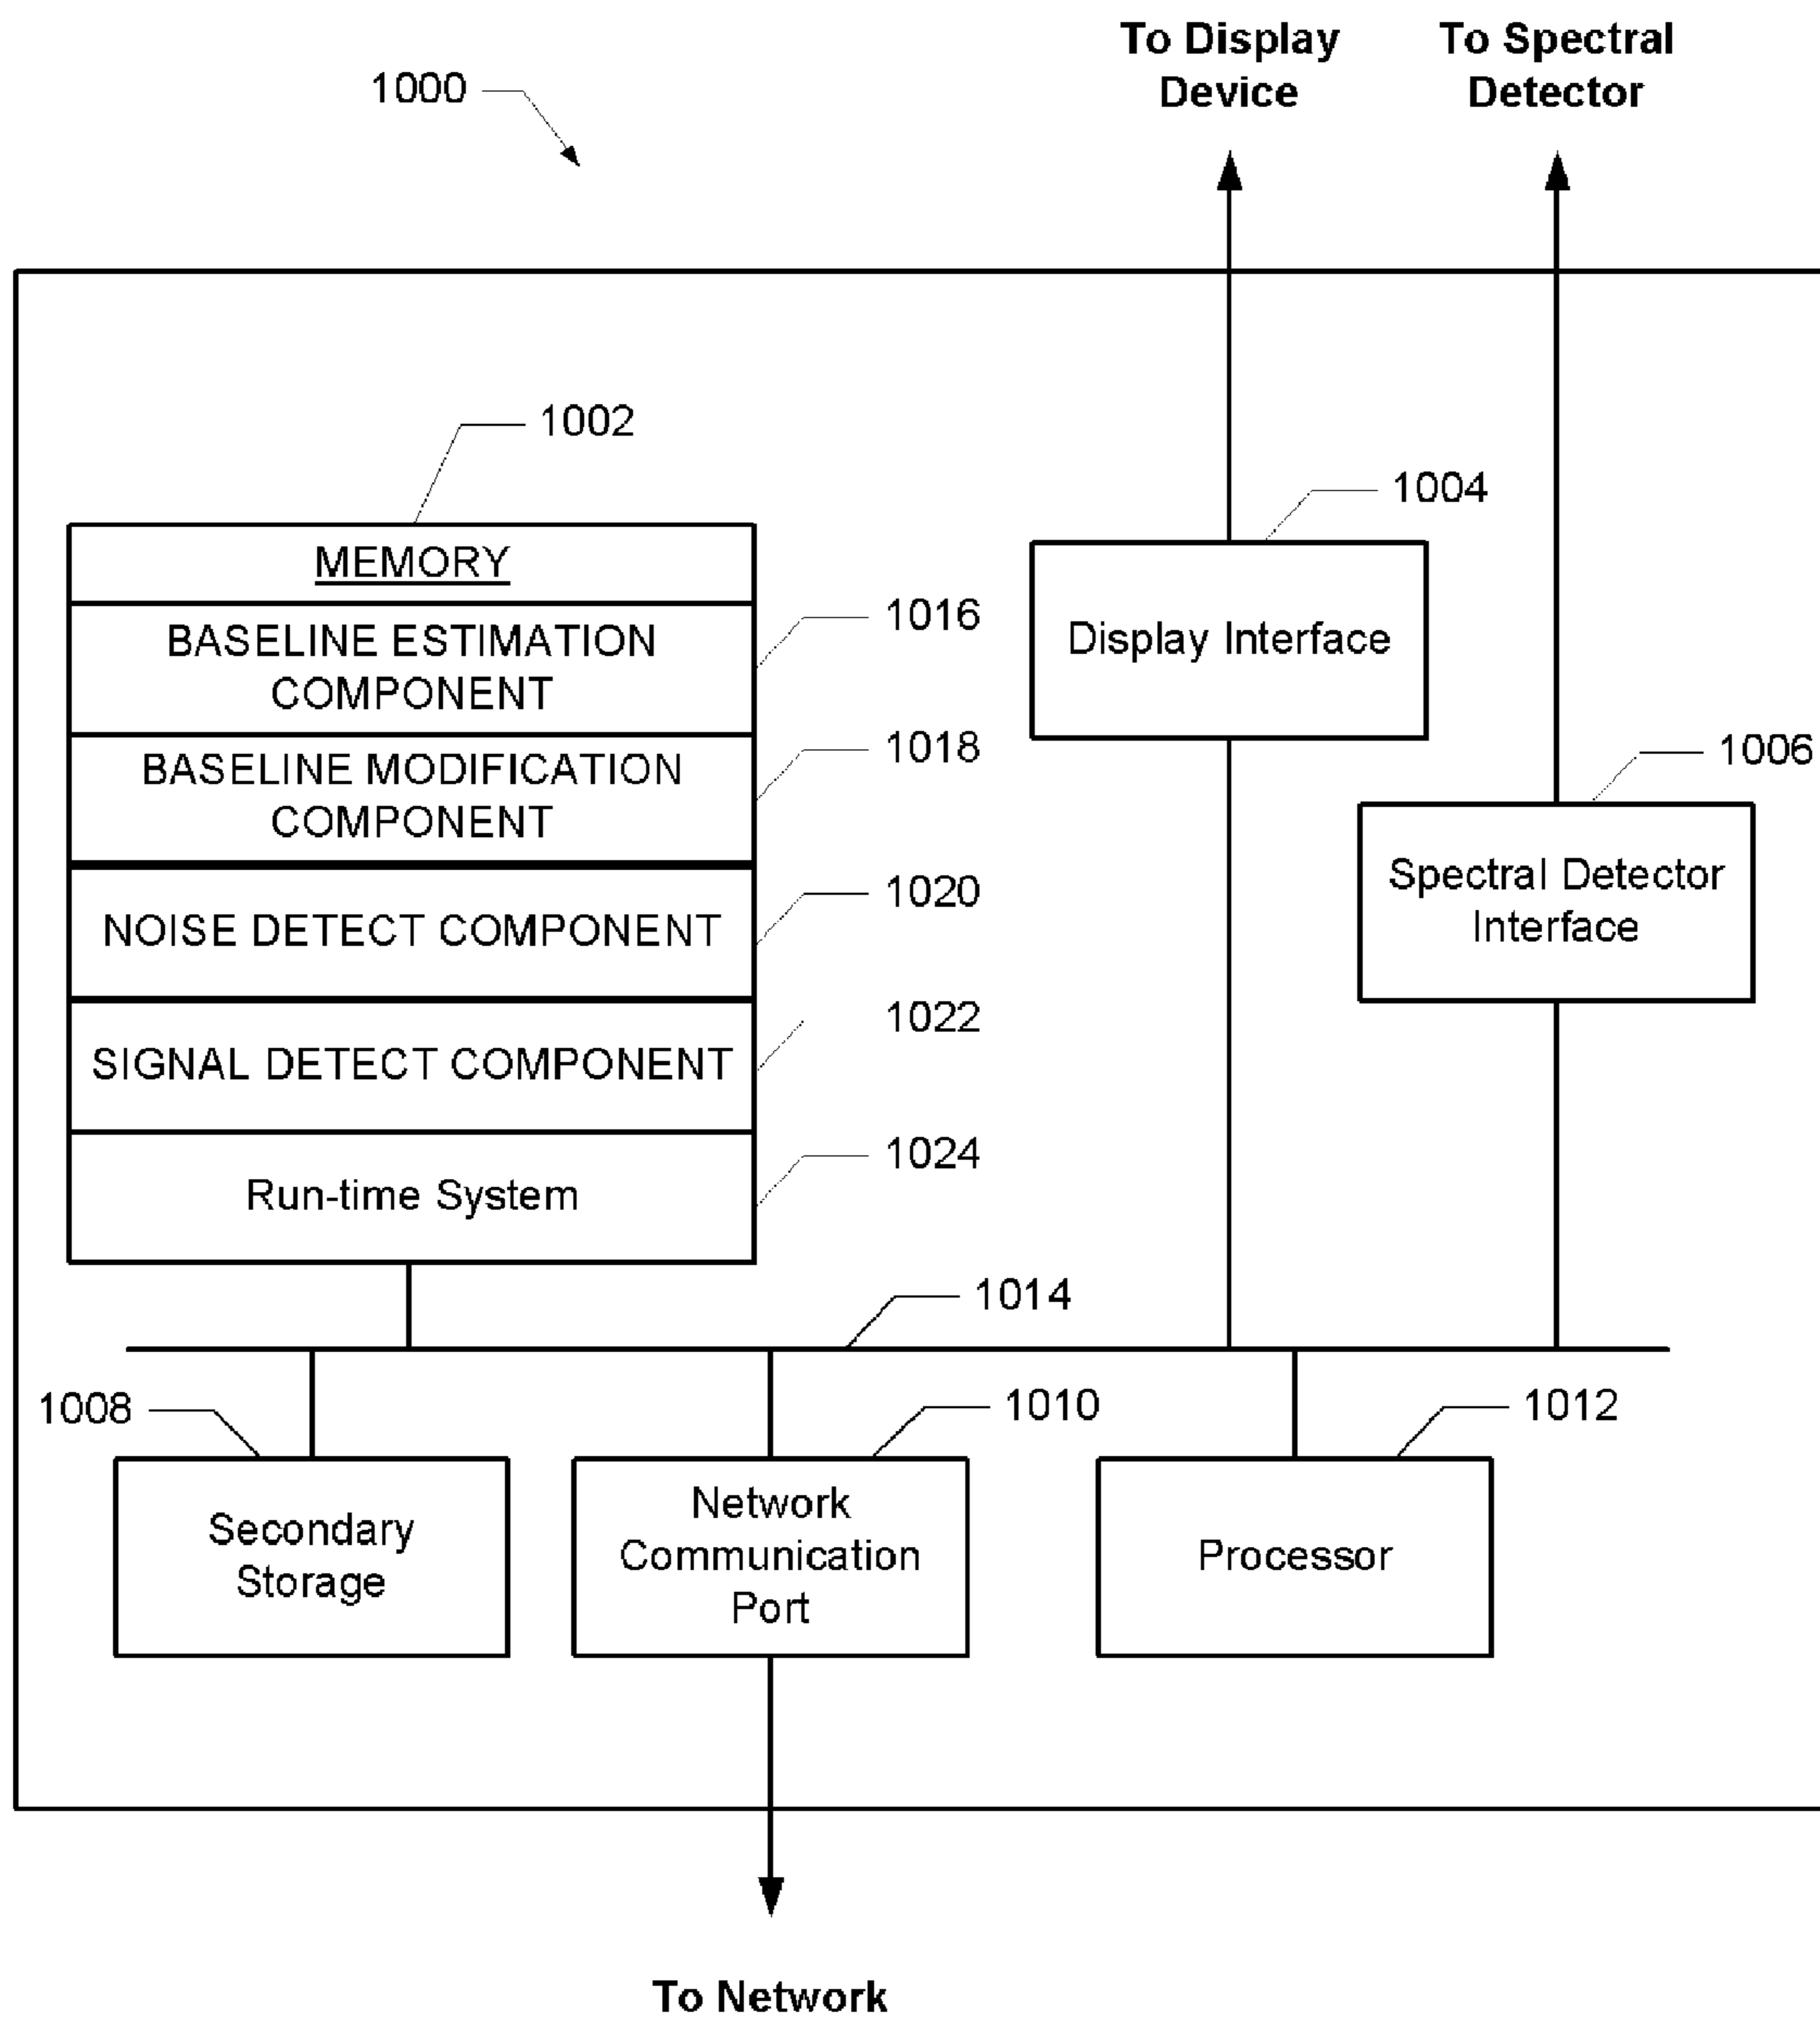 To Display
Device
To Spectral
Detector
1000
1002
1004
MEMORY
1016
BASELINE ESTIMATION
COMPONENT
Display Interface
1018
BASELINE MODIFICATION
COMPONENT
1006
1020
NOISE DETECT COMPONENT
Spectral Detector
Interface
1022
SIGNAL DETECT COMPONENT
1024
Run-time System
1014
1008
1010
1012
Secondary
Storage
Network
Communication
Port
Processor
To Network